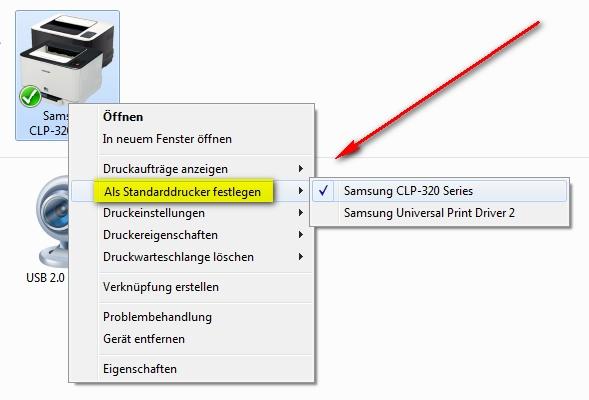 Sams
CLP-320
Öffnen
In neuem Fenster öffnen
Druckaufträge anzeigen
Als Standarddrucker festlegen
Samsung CLP-320 Series
Druckeinstellungen
Samsung Universal Print Driver 2
Druckereigenschaften
Druckwarteschlange löschen
USB 2.0
Verknüpfung erstellen
Problembehandlung
Gerät entfernen
Eigenschaften